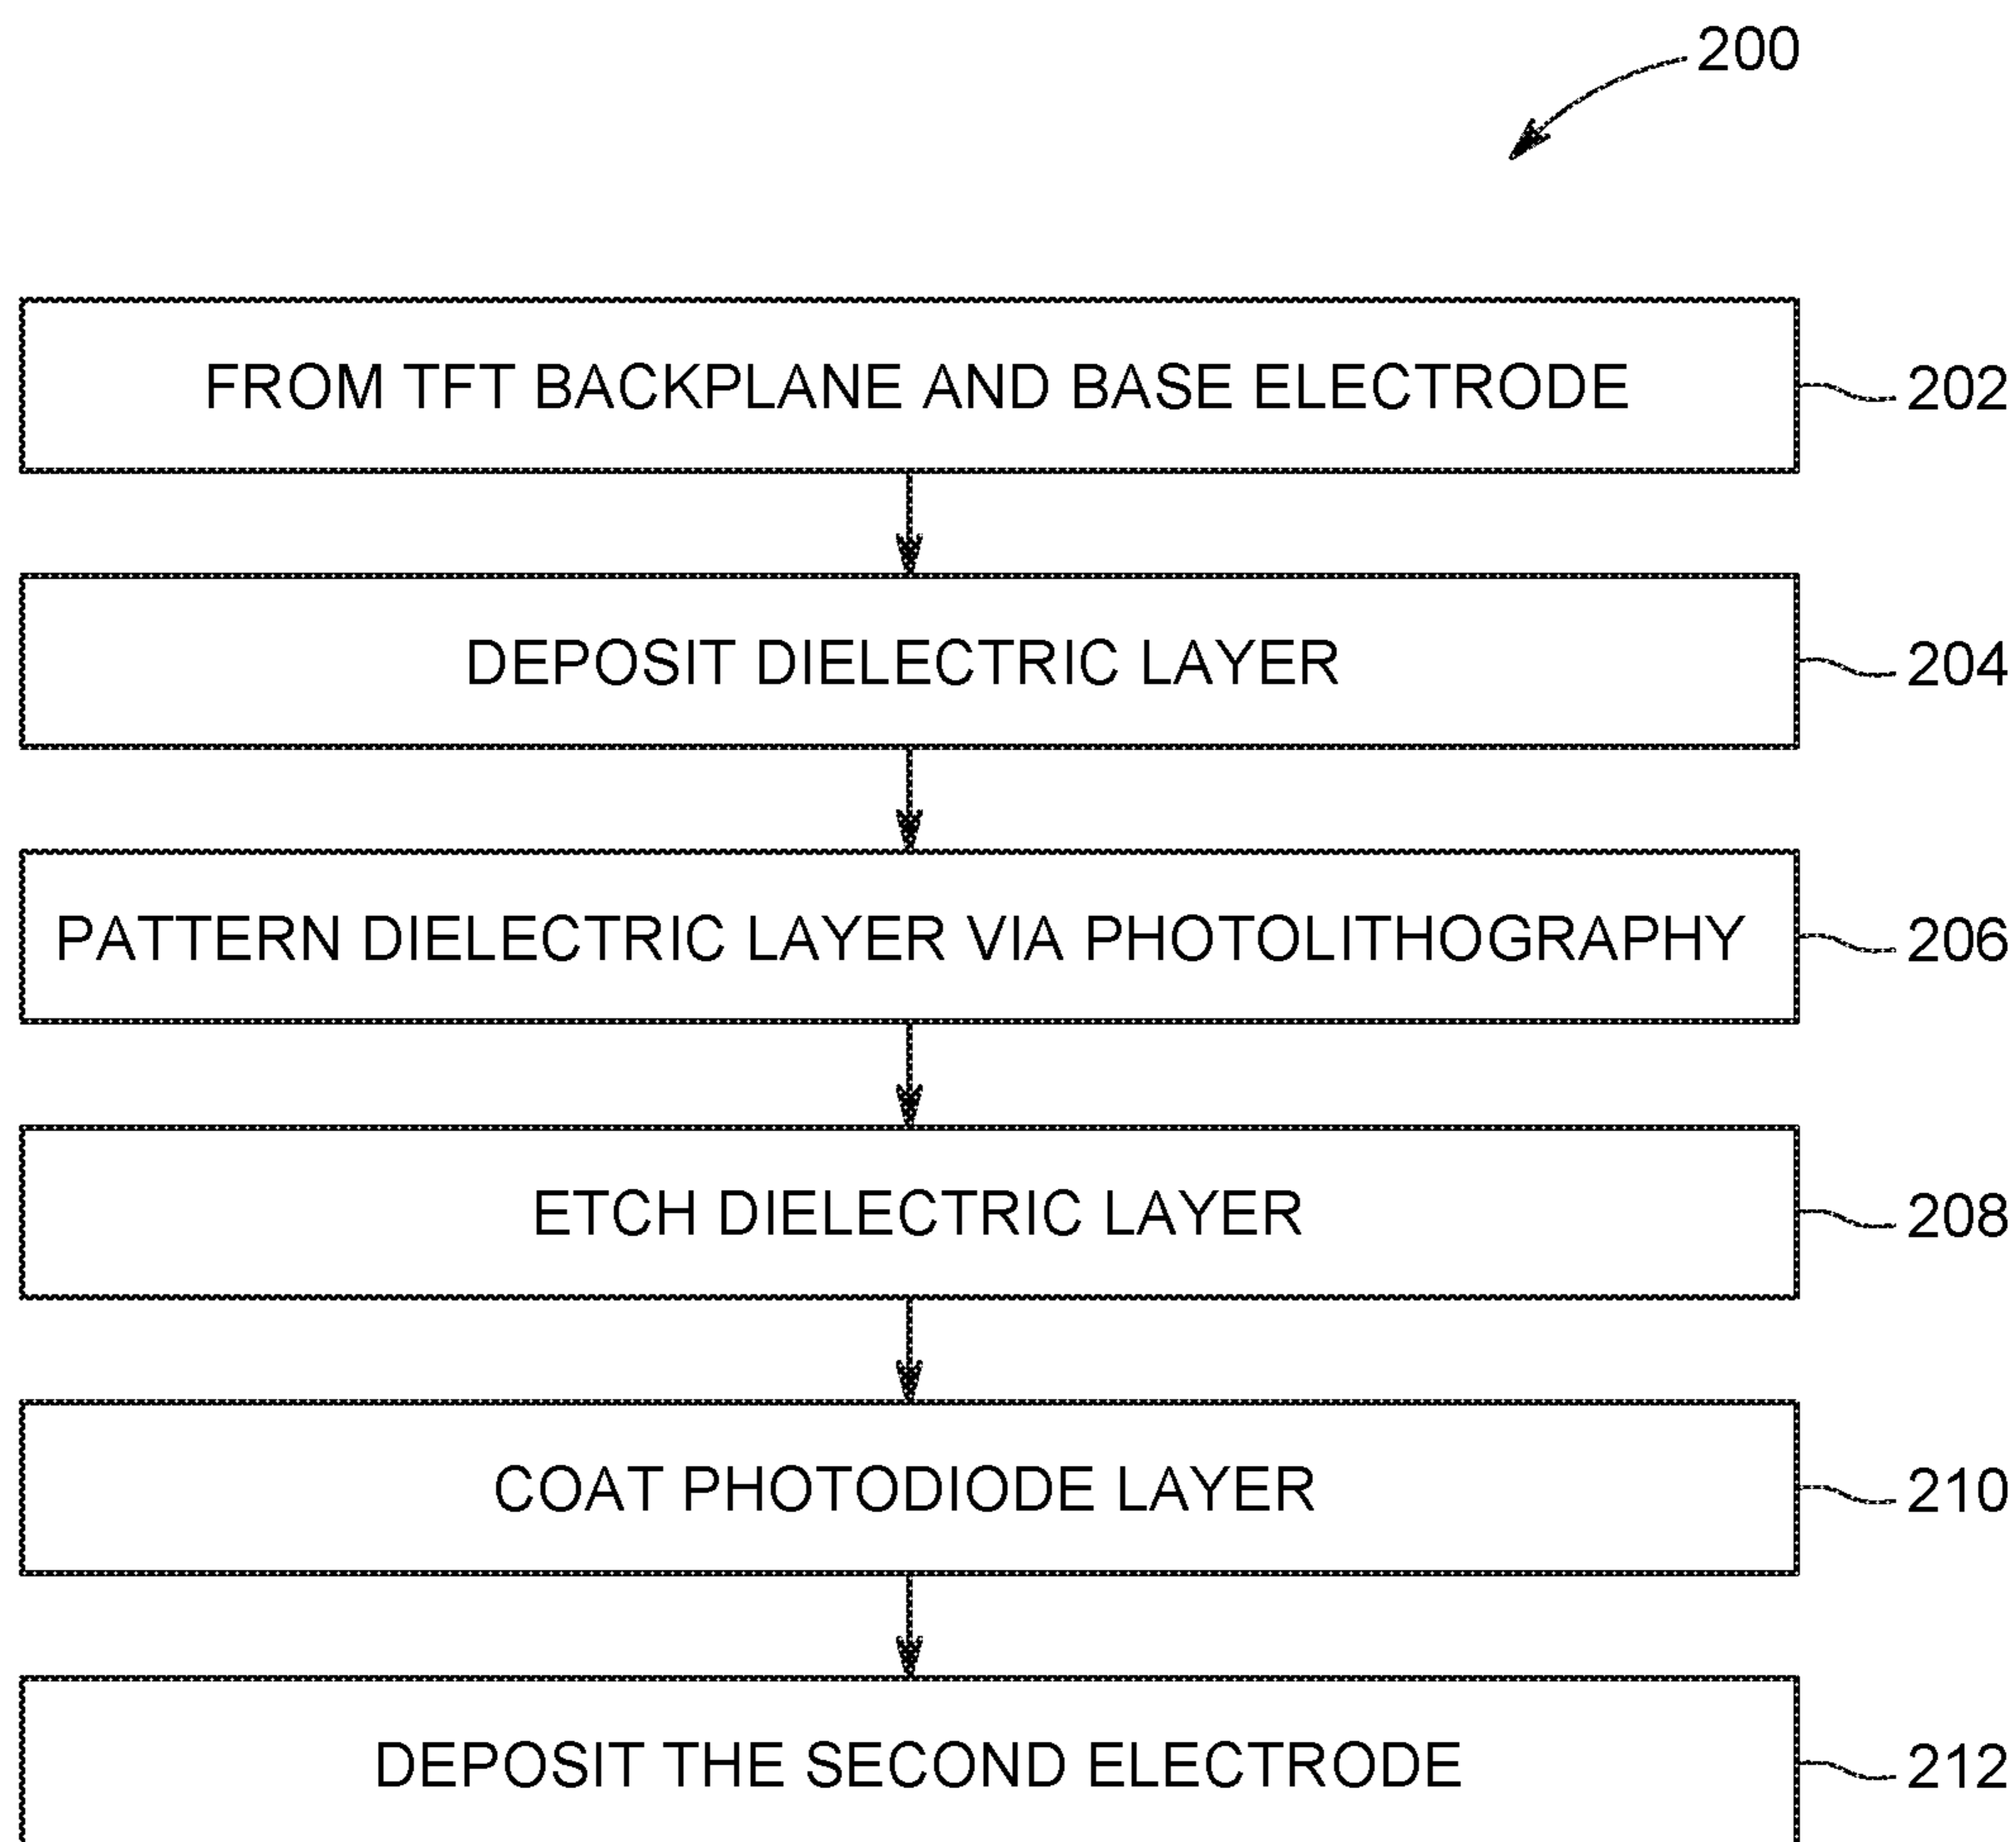 200
FROM TFT BACKPLANE AND BASE ELECTRODE 202
DEPOSIT DIELECTRIC LAYER 204
PATTERN DIELECTRIC LAYER VIA PHOTOLITHOGRAPHY 206
ETCH DIELECTRIC LAYER 208
COAT PHOTODIODE LAYER 210
DEPOSIT THE SECOND ELECTRODE 212